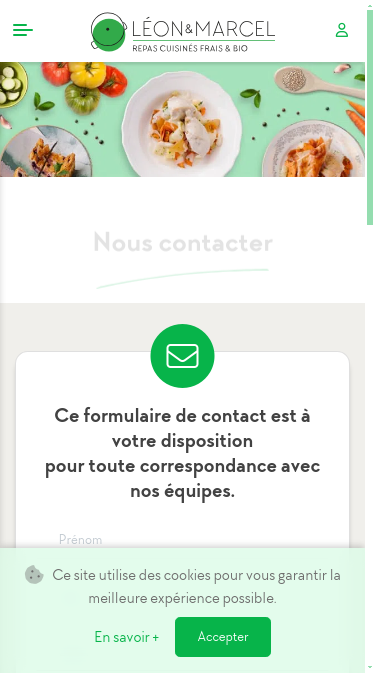 LÉON&MARCEL
REPAS CUISINÉS FRAIS & BIO
Nous contacter
Ce formulaire de contact est à
votre disposition
pour toute correspondance avec
nos équipes.
Prénom
Ce site utilise des cookies pour vous garantir la
meilleure expérience possible.
En savoir + Accepter